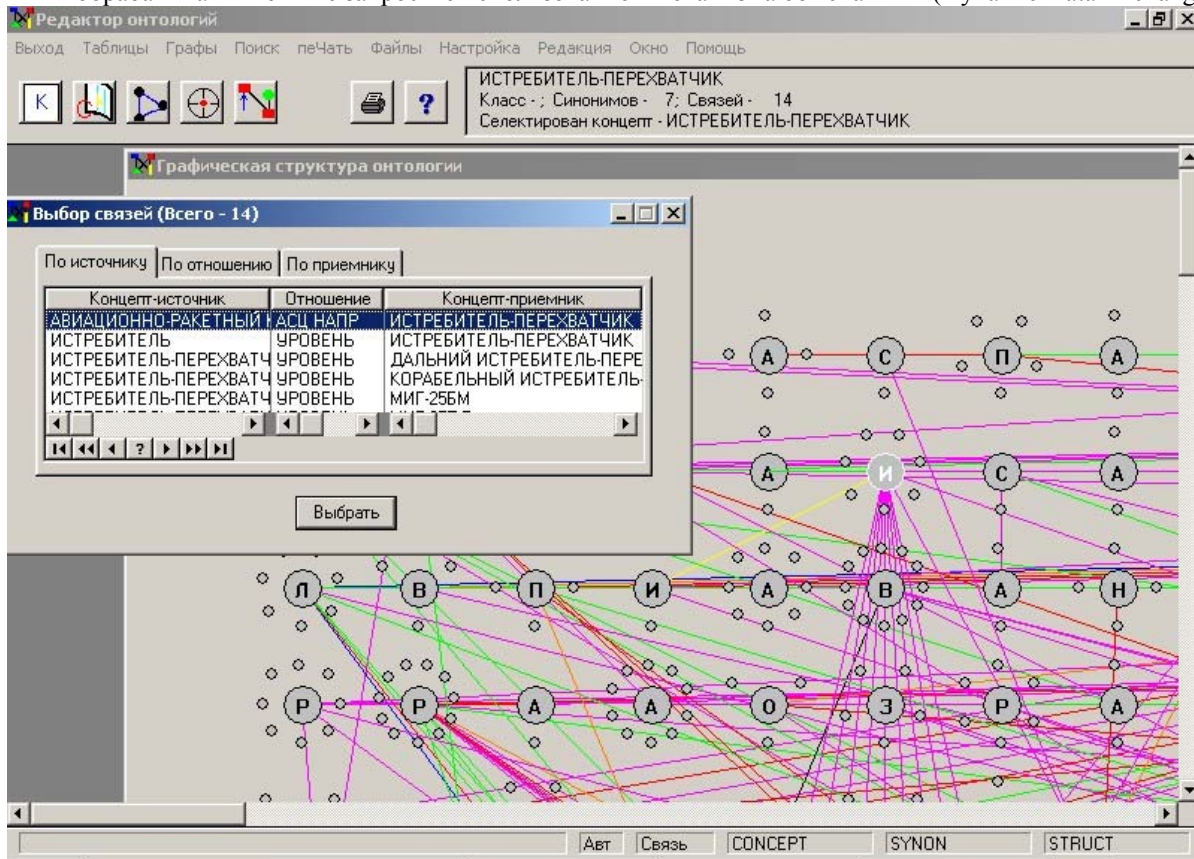 Редактор онтологий
Выход Таблицы Графы Поиск пеЧать Файлы Настройка Редакция Окно Помощь
ИСТРЕБИТЕЛЬ-ПЕРЕХВАТЧИК
К ? Класс - ; Синонимов - 7; Связей - 14
Селектирован концепт - ИСТРЕБИТЕЛЬ-ПЕРЕХВАТЧИК
Графическая структура онтологии
Выбор связей (Всего - 14)
По источнику По отношению По приемнику
Концепт-источник Отношение Концепт-приемник
АВИАЦИОННО-РАКЕТНЫЙ АСЦ НАПР ИСТРЕБИТЕЛЬ-ПЕРЕХВАТЧИК
ИСТРЕБИТЕЛЬ УРОВЕНЬ ИСТРЕБИТЕЛЬ-ПЕРЕХВАТЧИК
ИСТРЕБИТЕЛЬ-ПЕРЕХВАТЧ УРОВЕНЬ ДАЛЬНИЙ ИСТРЕБИТЕЛЬ-ПЕРЕ
ИСТРЕБИТЕЛЬ-ПЕРЕХВАТЧ УРОВЕНЬ КОРАБЕЛЬНЫЙ ИСТРЕБИТЕЛЬ-
ИСТРЕБИТЕЛЬ-ПЕРЕХВАТЧ УРОВЕНЬ МИГ-25БМ
?
Выбрать
А С П А
А И С А
Л В П И А В А Н
Р Р А А О З Р А
Авт Связь CONCEPT SYNON STRUCT